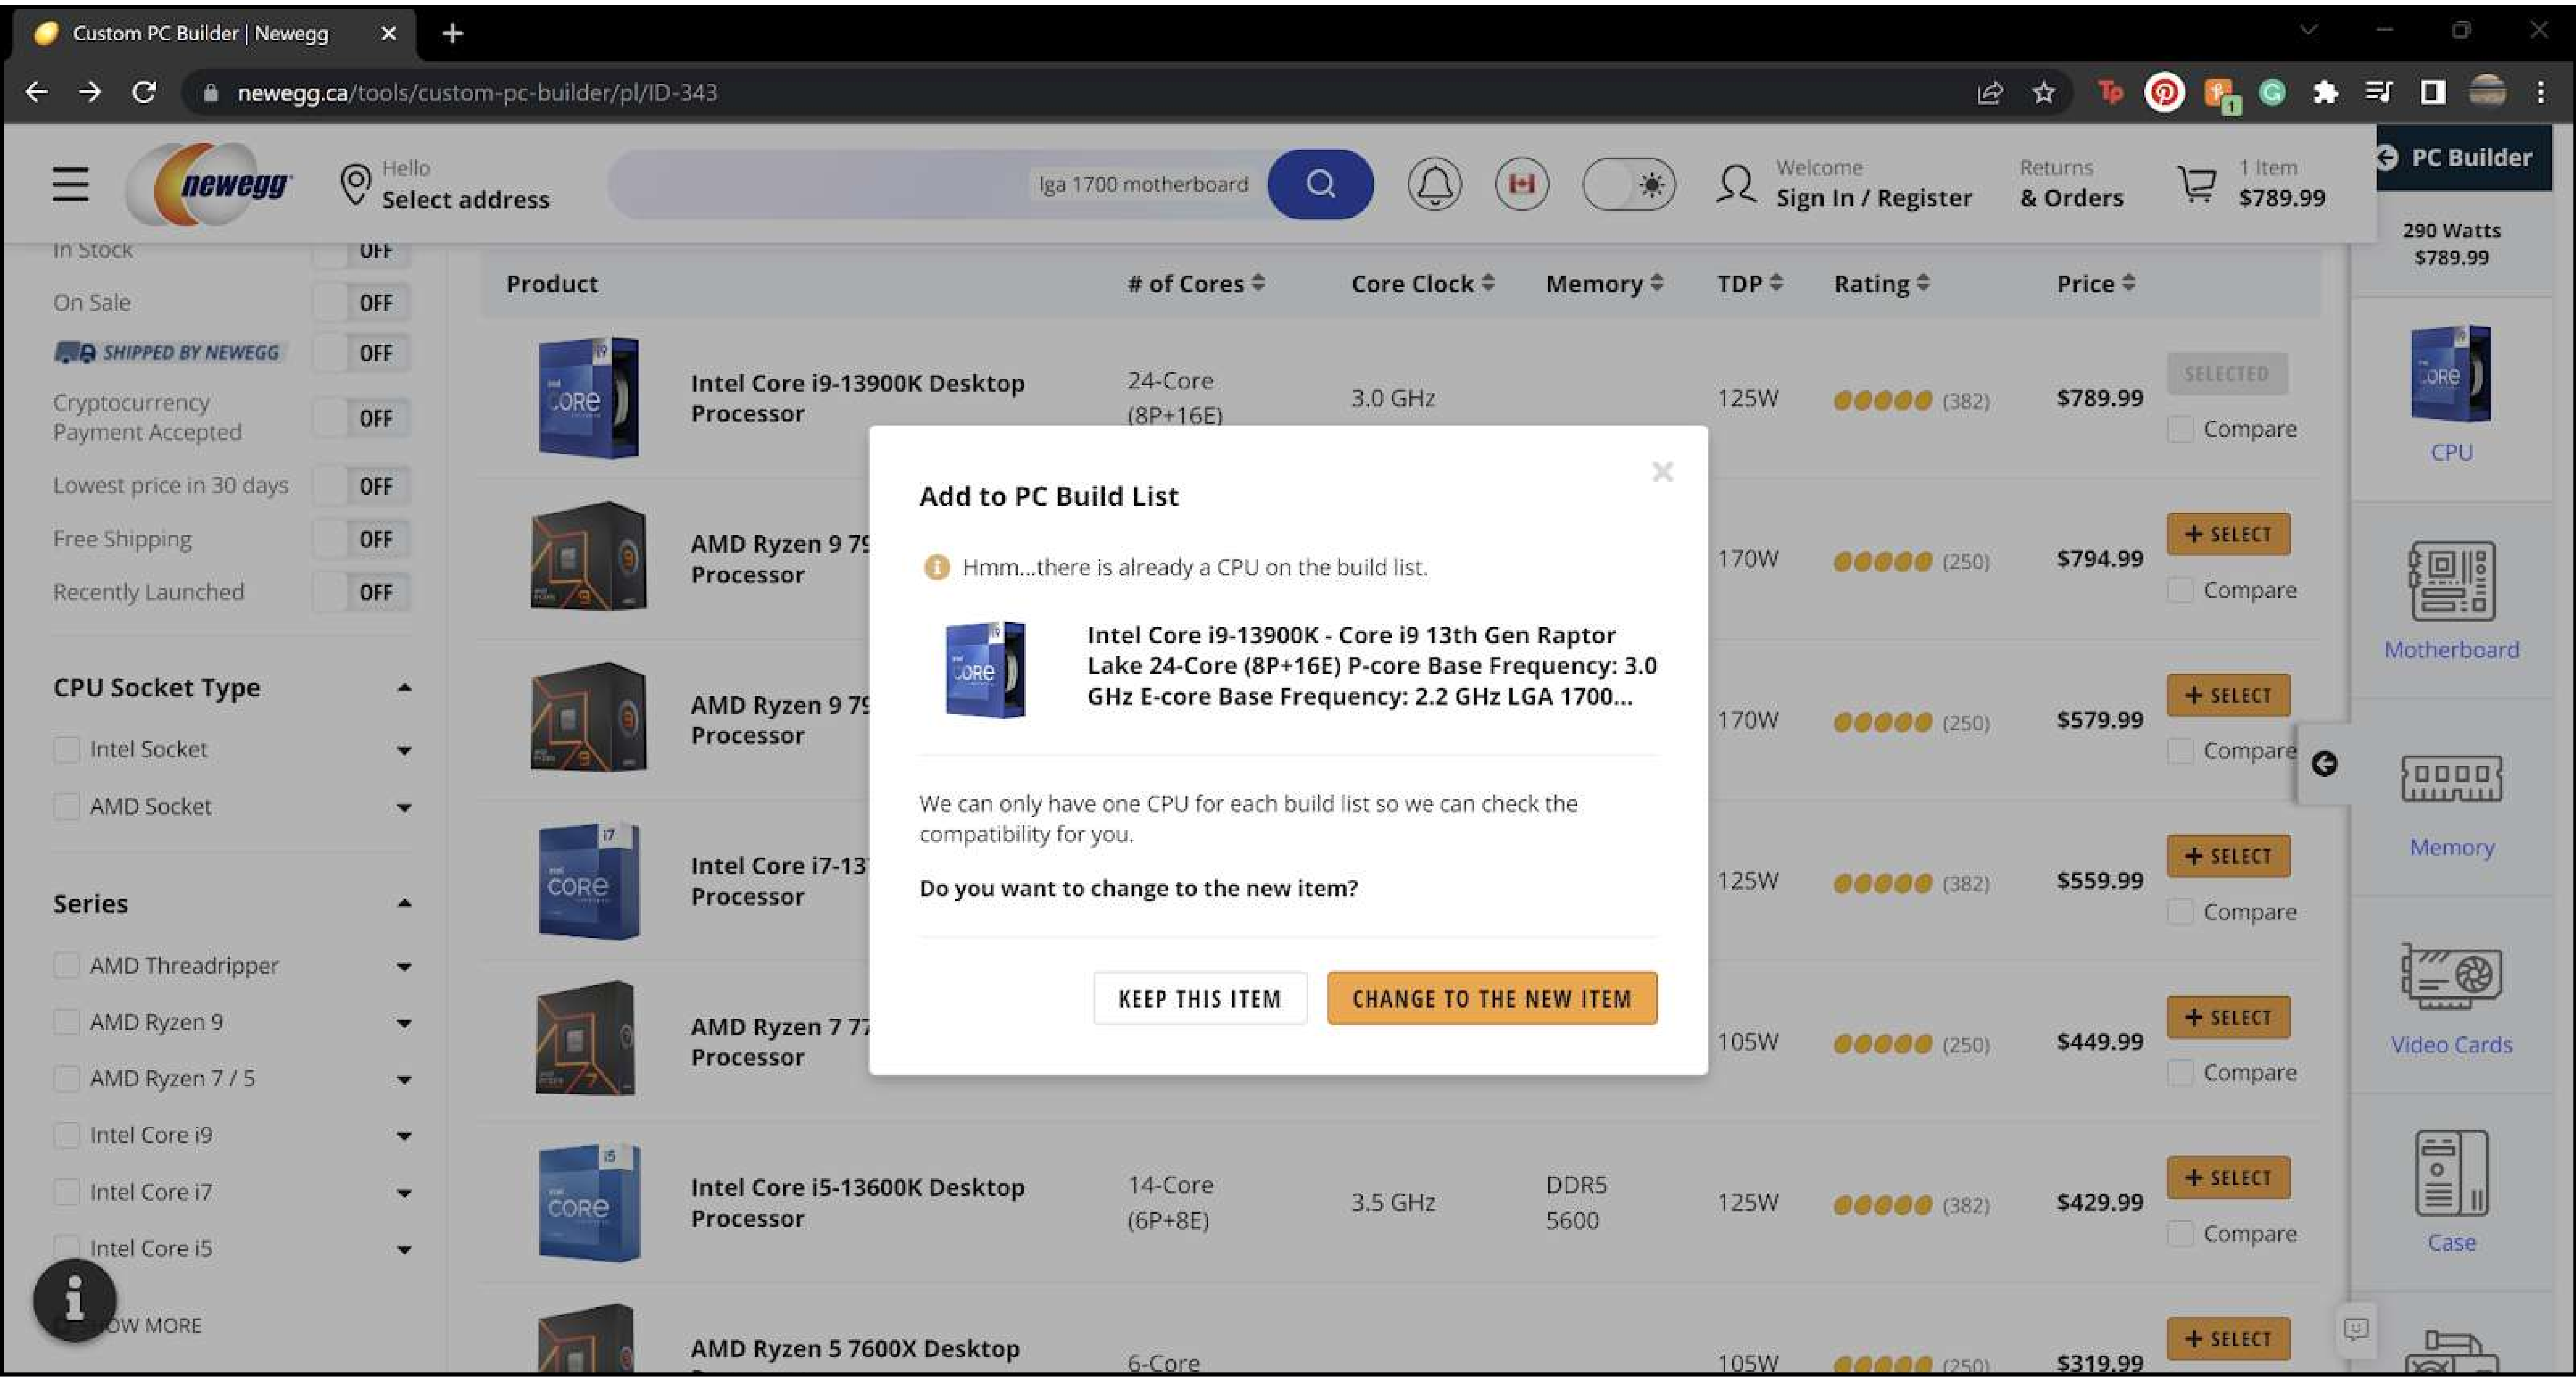 Custom PC Builder | Newegg
newegg.ca/tools/custom-pc-builder/pl/ID-343
1
newegg
Hello
Select address
lga 1700 motherboard
Welcome
Sign In / Register
Returns
& Orders
1 Item
$789.99
PC Builder
290 Watts
$789.99
In Stock OFF
On Sale OFF
SHIPPED BY NEWEGG OFF
Cryptocurrency
Payment Accepted OFF
Lowest price in 30 days OFF
Free Shipping OFF
Recently Launched OFF
CPU Socket Type
Intel Socket
AMD Socket
Series
AMD Threadripper
AMD Ryzen 9
AMD Ryzen 7 / 5
Intel Core i9
Intel Core i7
Intel Core i5
OW MORE
Product # of Cores Core Clock Memory TDP Rating Price
Intel Core i9-13900K Desktop
Processor
24-Core
(8P+16E)
3.0 GHz 125W (382) $789.99
SELECTED
Compare
AMD Ryzen 9 79
Processor
170W (250) $794.99
+ SELECT
Compare
AMD Ryzen 9 79
Processor
170W (250) $579.99
+ SELECT
Compare
Intel Core i7-13
Processor
125W (382) $559.99
+ SELECT
Compare
AMD Ryzen 7 77
Processor
105W (250) $449.99
+ SELECT
Compare
Intel Core i5-13600K Desktop
Processor
14-Core
(6P+8E)
3.5 GHz
DDR5
5600
125W (382) $429.99
+ SELECT
Compare
AMD Ryzen 5 7600X Desktop
6-Core
105W (250) $319.99
+ SELECT
Add to PC Build List
Hmm...there is already a CPU on the build list.
Intel Core i9-13900K - Core i9 13th Gen Raptor
Lake 24-Core (8P+16E) P-core Base Frequency: 3.0
GHz E-core Base Frequency: 2.2 GHz LGA 1700...
We can only have one CPU for each build list so we can check the
compatibility for you.
Do you want to change to the new item?
KEEP THIS ITEM
CHANGE TO THE NEW ITEM
CPU
Motherboard
Memory
Video Cards
Case